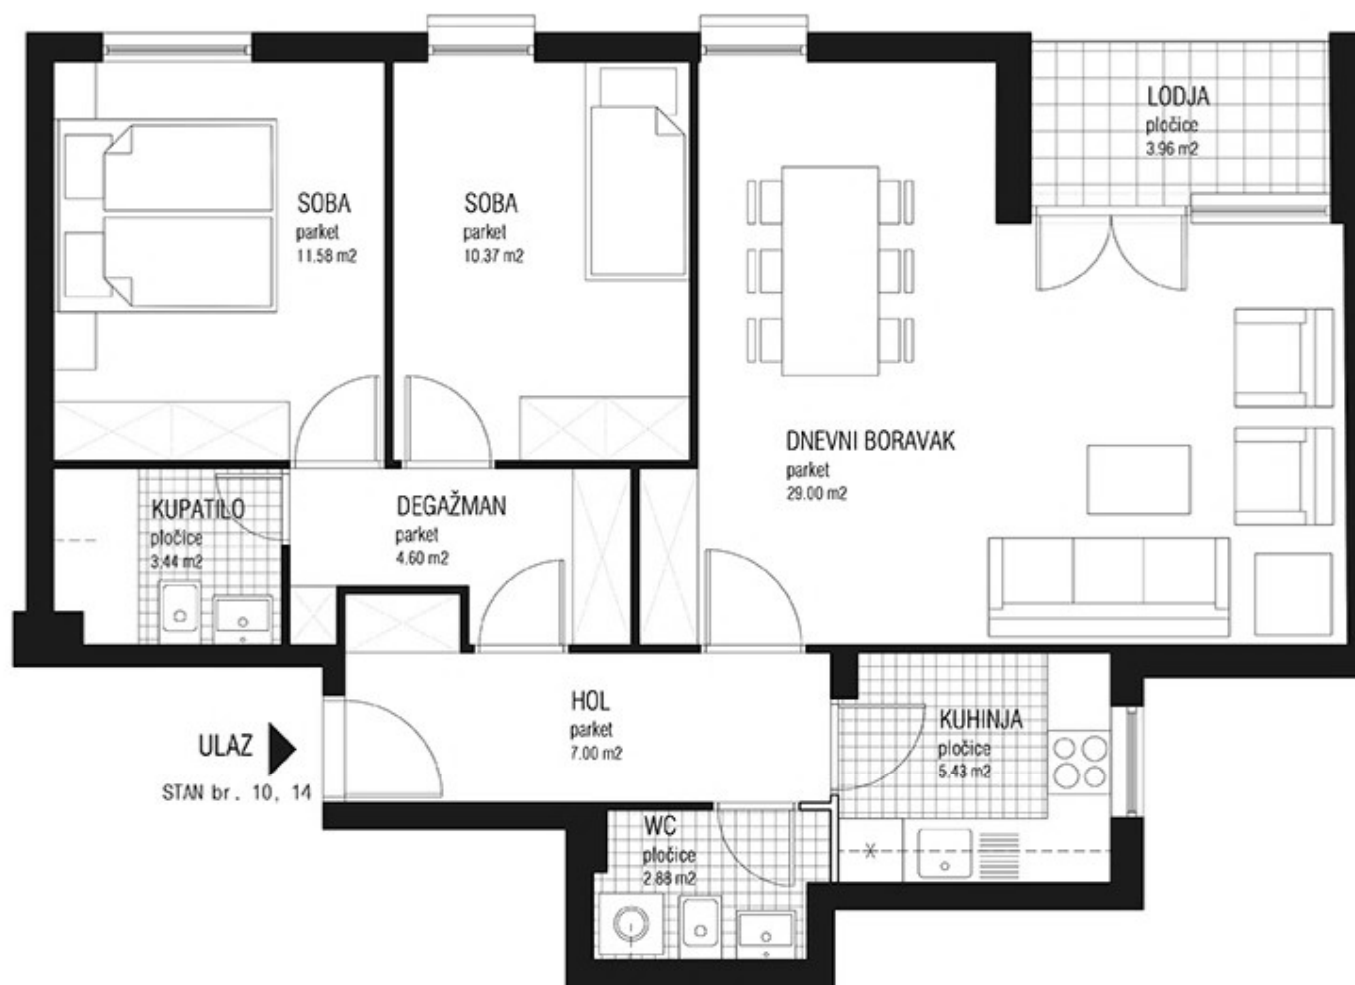 LODJA
pločice
3.96 m2
SOBA
parket
11.58 m2
SOBA
parket
10.37 m2
DNEVNI BORAVAK
parket
29.00 m2
KUPATILO
pločice
3.44 m2
DEGAŽMAN
parket
4.60 m2
HOL
parket
7.00 m2
KUHINJA
pločice
5.43 m2
ULAZ
STAN br. 10, 14
WC
pločice
2.88 m2